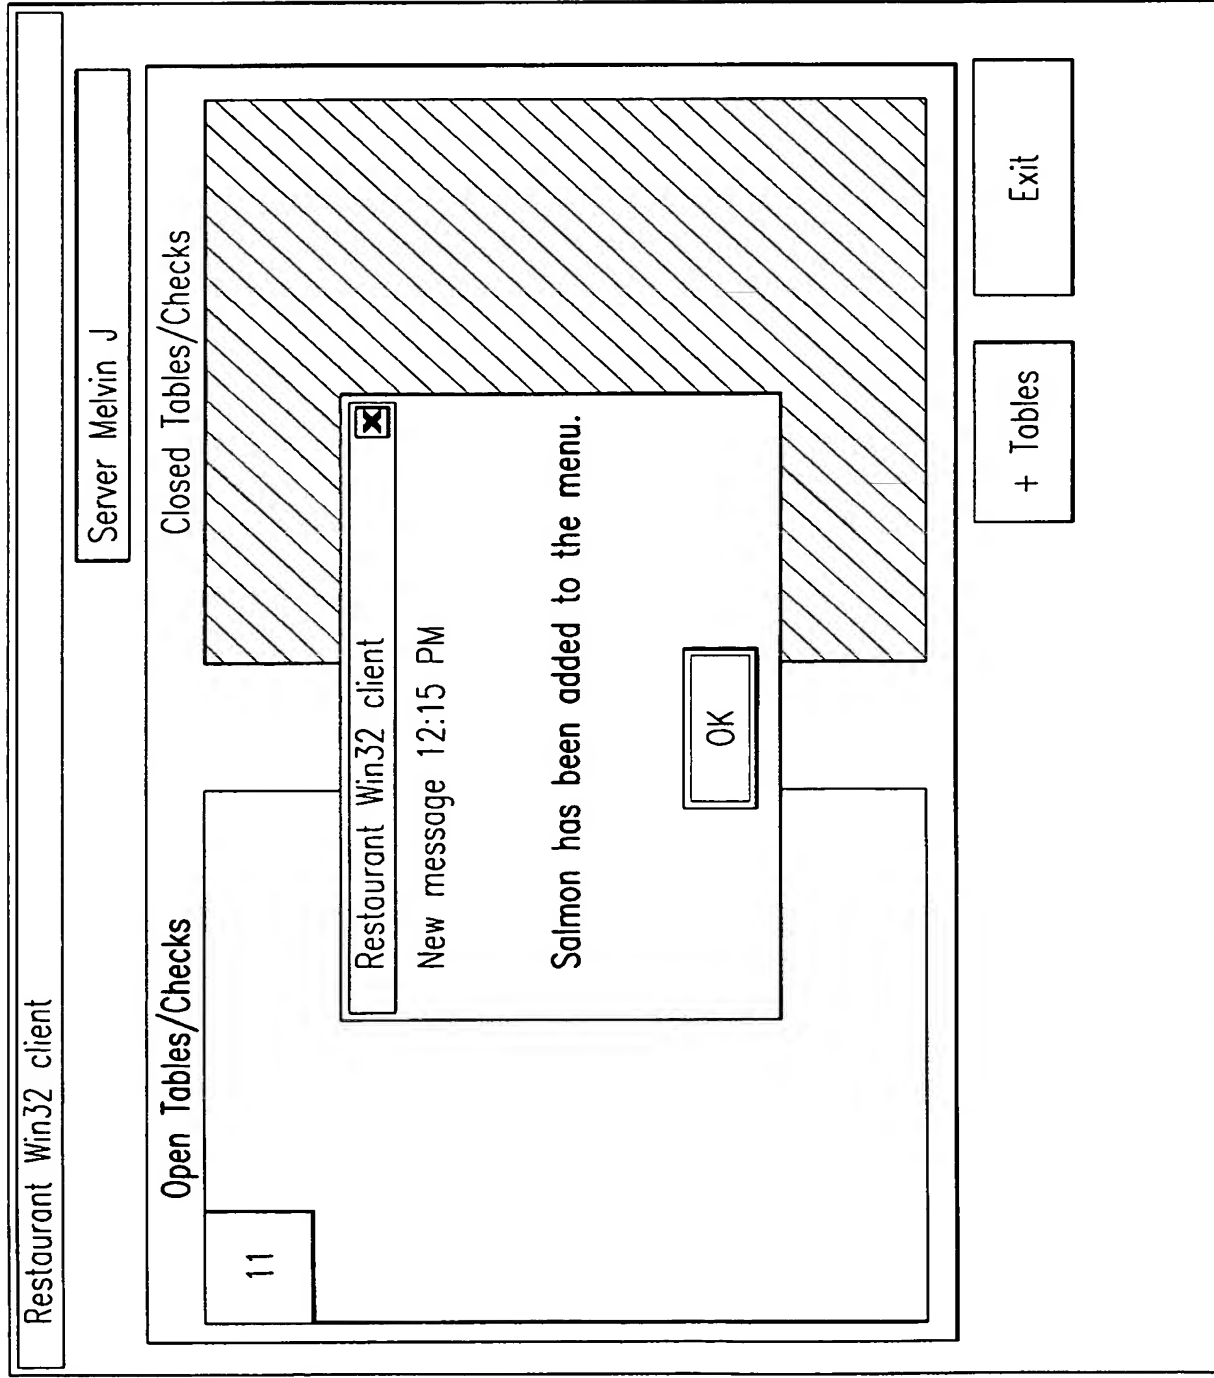 Restaurant Win32 client
Server Melvin J
Open Tables/Checks
Closed Tables/Checks
11
Restaurant Win32 client
New message 12:15 PM
Salmon has been added to the menu.
OK
+ Tables
Exit